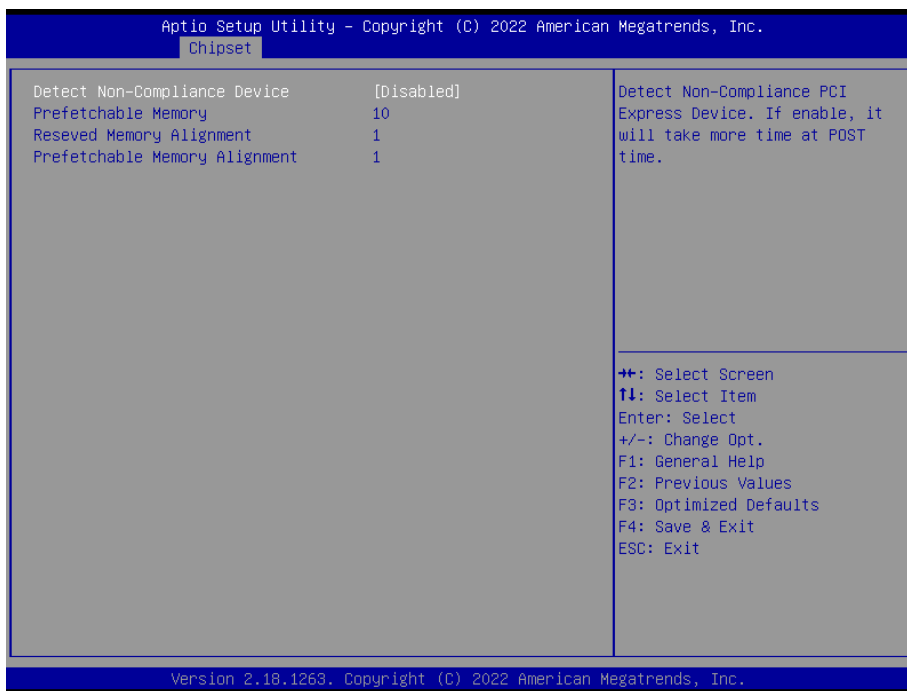 Aptio Setup Utility – Copyright (C) 2022 American Megatrends, Inc.
Chipset
Detect Non-Compliance Device [Disabled]
Prefetchable Memory 10
Reseved Memory Alignment 1
Prefetchable Memory Alignment 1
Detect Non-Compliance PCI
Express Device. If enable, it
will take more time at POST
time.
→←: Select Screen
↑↓: Select Item
Enter: Select
+/-: Change Opt.
F1: General Help
F2: Previous Values
F3: Optimized Defaults
F4: Save & Exit
ESC: Exit
Version 2.18.1263. Copyright (C) 2022 American Megatrends, Inc.